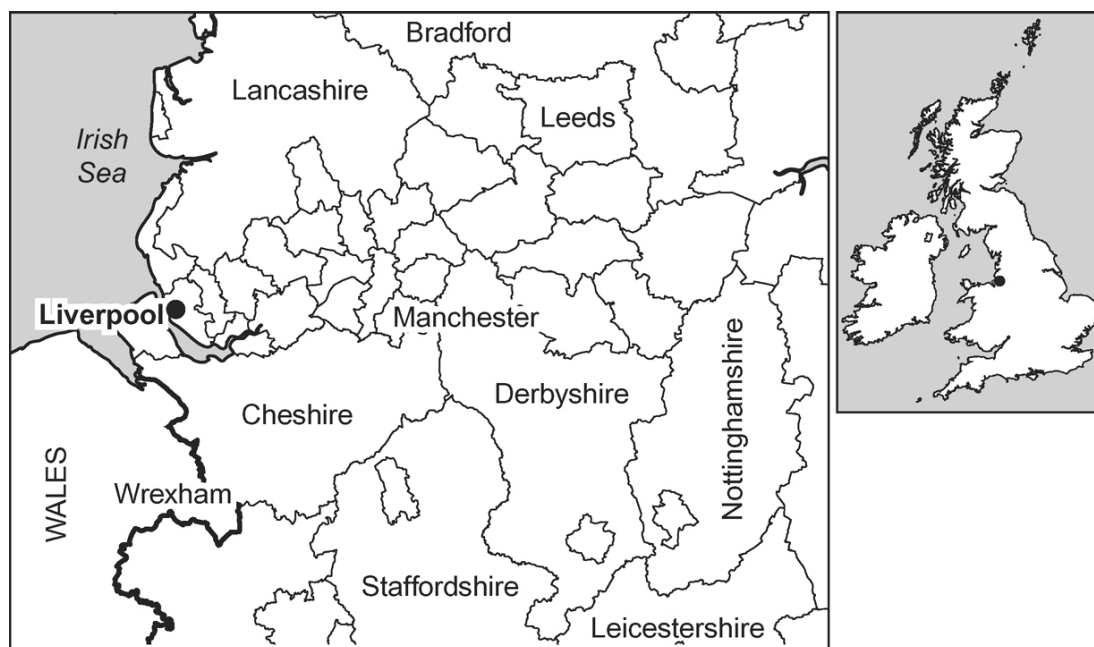 Bradford
Lancashire
Leeds
Irish
Sea
Liverpool
Manchester
Cheshire
Derbyshire
Nottinghamshire
WALES
Wrexham
Staffordshire
Leicestershire